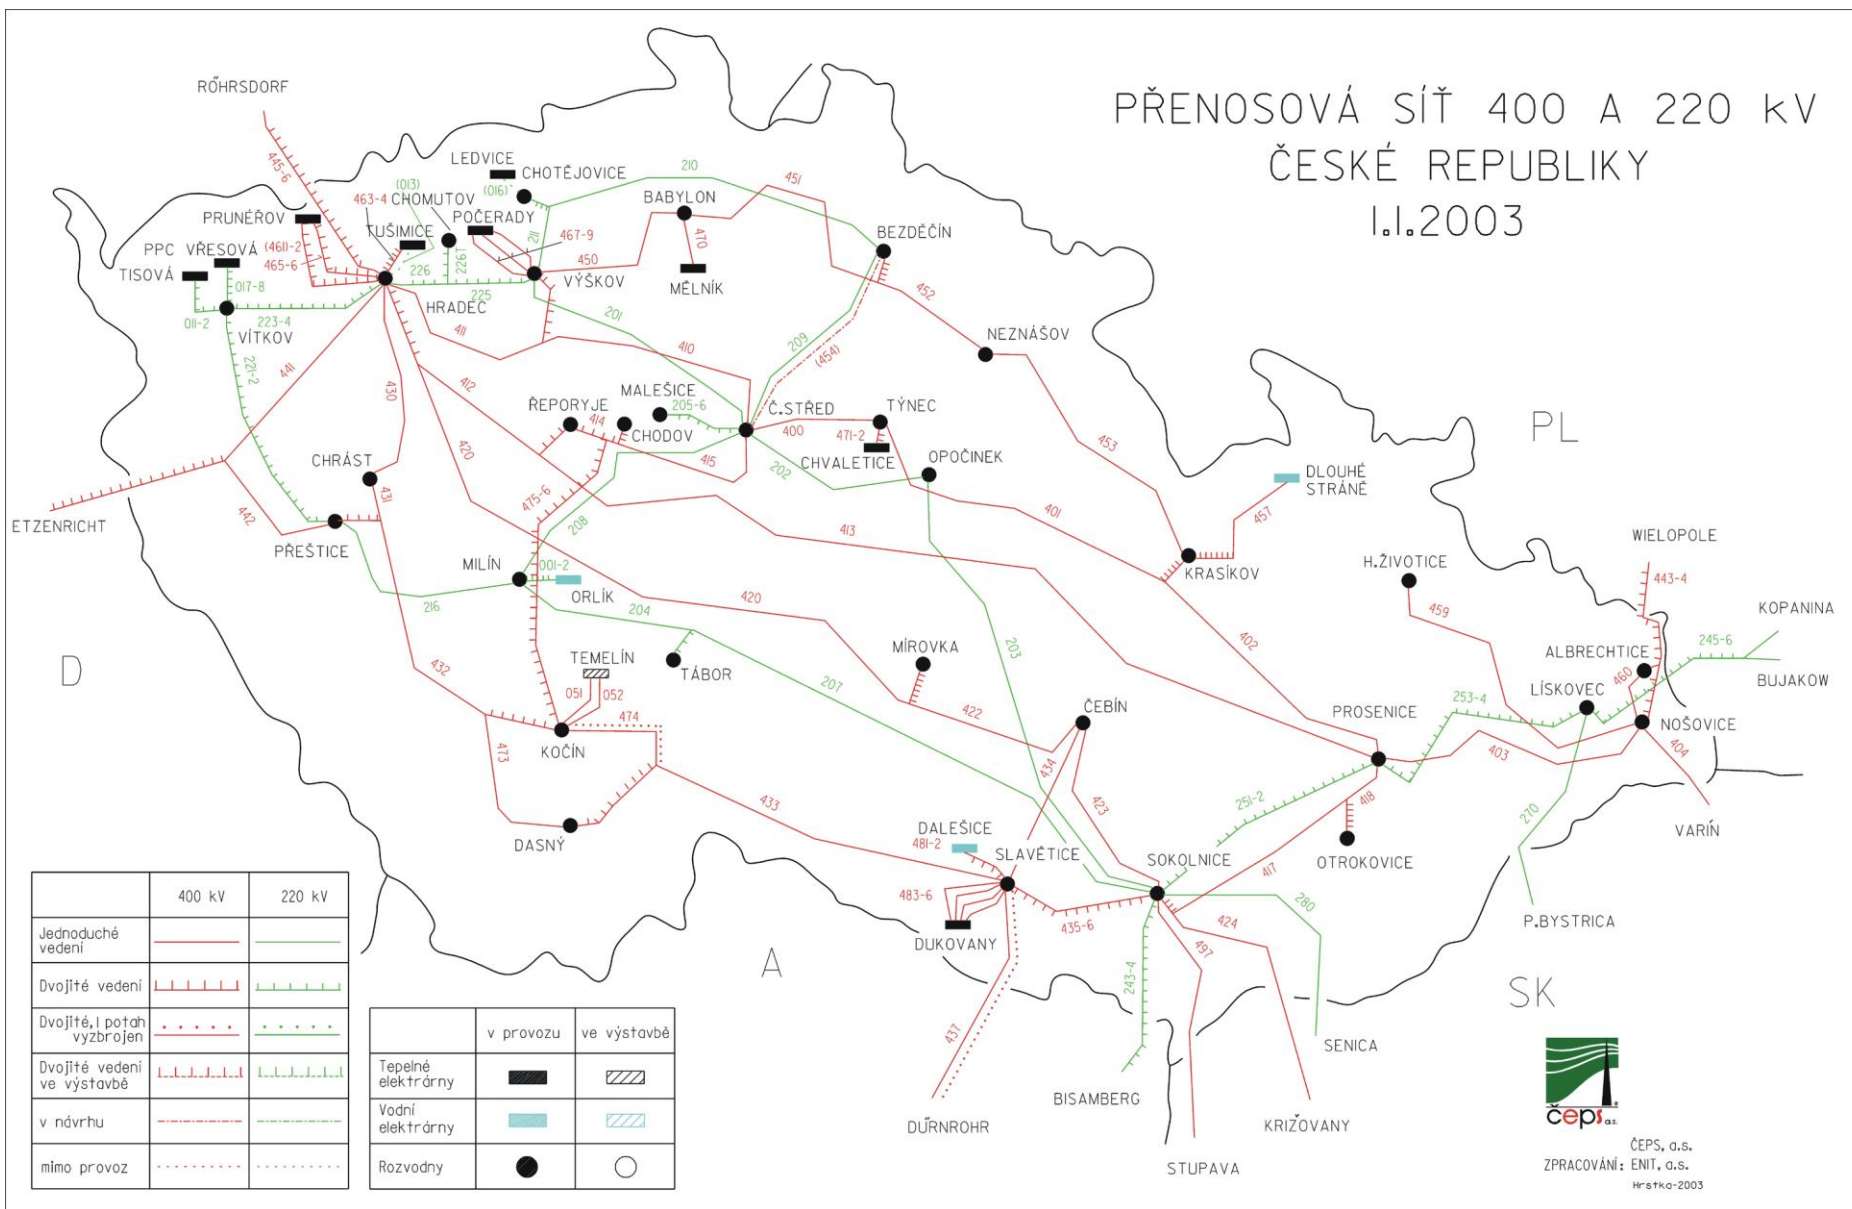 PŘENOSOVÁ SÍŤ 400 A 220 kV
ČESKÉ REPUBLIKY
1.1.2003
RŐHRSDORF
445-6
LEDVICE
CHOTĚJOVICE
(016)
210
451
(013)
463-4
CHOMUTOV
PRUNÉŘOV
TUŠIMICE
POČERADY
BABYLON
BEZDĚČÍN
PPC VŘESOVÁ
(4611-2
465-6
226
226
211
467-9
450
470
TISOVÁ
017-8
225
VÝŠKOV
MĚLNÍK
452
011-2
223-4
HRADEC
VÍTKOV
411
201
410
209
(454)
NEZNÁŠOV
221-2
441
430
412
MALEŠICE
205-6
ŘEPORYJE
414
CHODOV
Č.STŘED
400
TÝNEC
471-2
CHVALETICE
PL
415
202
OPOČINEK
453
DLOUHÉ
STRÁNĚ
457
CHRÁST
420
431
475-6
ETZENRICHT
442
PŘEŠTICE
208
413
401
WIELOPOLE
443-4
MILÍN
001-2
ORLÍK
KRASÍKOV
H.ŽIVOTICE
216
204
420
459
KOPANINA
245-6
203
402
MÍROVKA
ALBRECHTICE
D
TEMELÍN
TÁBOR
432
051
052
207
460
BUJAKOW
LÍSKOVEC
253-4
474
422
ČEBÍN
PROSENICE
NOŠOVICE
KOČÍN
473
434
403
404
433
423
251-2
418
270
VARÍŇ
DASNÝ
DALEŠICE
481-2
SLAVĚTICE
SOKOLNICE
OTROKOVICE
417
483-6
435-6
280
DUKOVANY
424
P.BYSTRICA
497
243-4
A
SK
437
SENICA
BISAMBERG
DŰRNROHR
KRIŽOVANY
STUPAVA
400 kV
220 kV
Jednoduché
vedení
Dvojité vedení
Dvojité,1 potah
vyzbrojen
Dvojité vedení
ve výstavbě
v návrhu
mimo provoz
v provozu
ve výstavbě
Tepelné
elektrárny
Vodní
elektrárny
Rozvodny
čeps a.s.
ČEPS, a.s.
ZPRACOVÁNÍ: ENIT, a.s.
Hrstka-2003